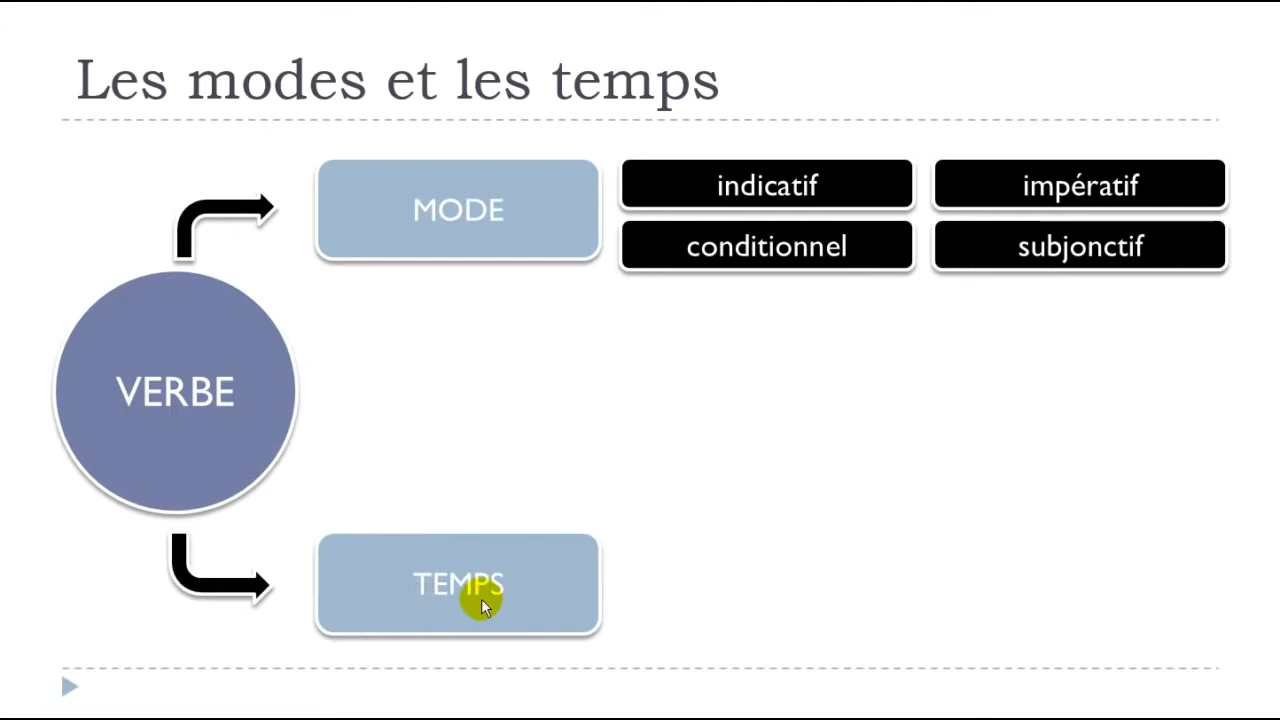 Les modes et les temps
MODE
indicatif
impératif
conditionnel
subjonctif
VERBE
TEMPS